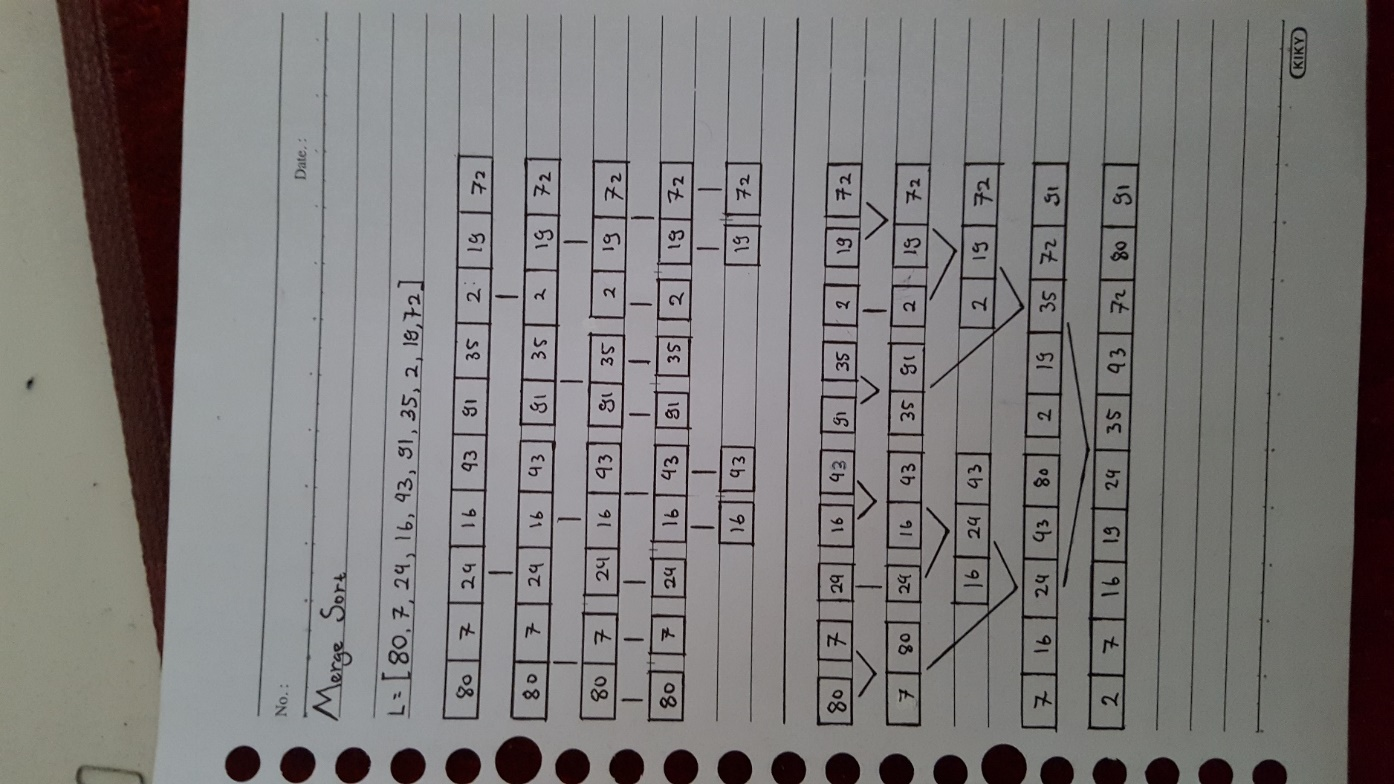 No.:
Date.:
Merge Sort
L = [80, 7, 24, 16, 43, 91, 35, 2, 19, 72]
80 7 24 16 43 91 35 2 19 72
80 7 24 16 43 91 35 2 19 72
80 7 24 16 43 91 35 2 19 72
80 7 24 16 43 91 35 2 19 72
16 43 19 72
80 7 24 16 43 91 35 2 19 72
7 80 24 16 43 35 91 2 19 72
16 24 43 2 19 72
7 16 24 43 80 2 19 35 72 91
2 7 16 19 24 35 43 72 80 91
KIKY